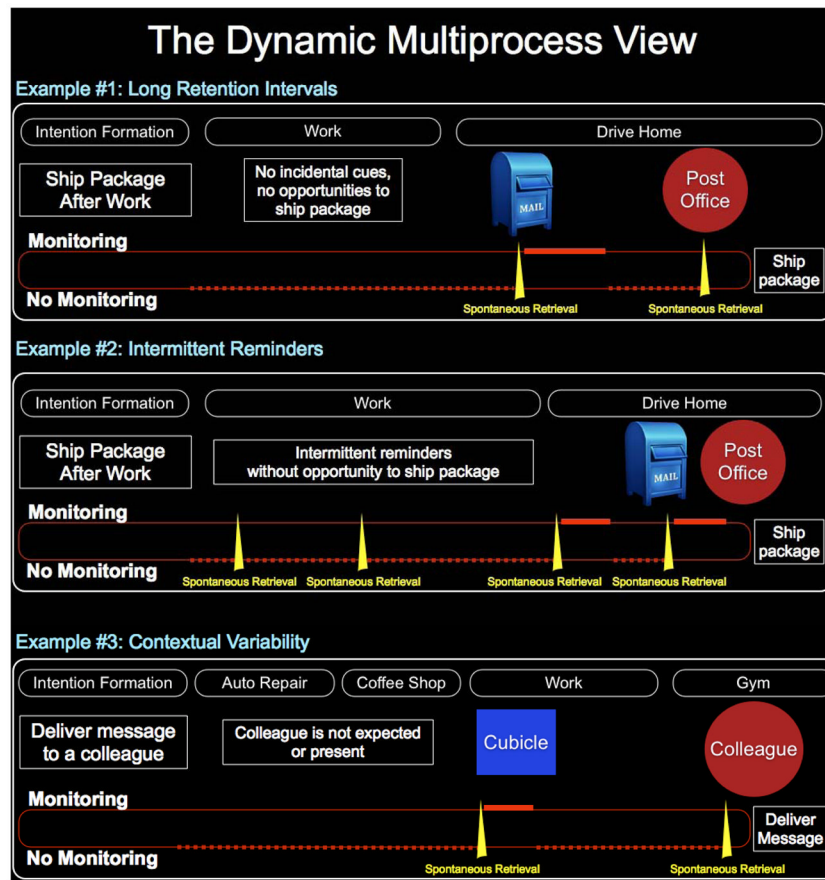 The Dynamic Multiprocess View
Example #1: Long Retention Intervals
Intention Formation
Work
Drive Home
Ship Package
After Work
No incidental cues,
no opportunities to
ship package
MAIL
Post
Office
Monitoring
No Monitoring
Spontaneous Retrieval
Spontaneous Retrieval
Ship
package
Example #2: Intermittent Reminders
Intention Formation
Work
Drive Home
Ship Package
After Work
Intermittent reminders
without opportunity to ship package
MAIL
Post
Office
Monitoring
No Monitoring
Spontaneous Retrieval
Spontaneous Retrieval
Spontaneous Retrieval
Spontaneous Retrieval
Ship
package
Example #3: Contextual Variability
Intention Formation
Auto Repair
Coffee Shop
Work
Gym
Deliver message
to a colleague
Colleague is not expected
or present
Cubicle
Colleague
Monitoring
No Monitoring
Spontaneous Retrieval
Spontaneous Retrieval
Deliver
Message